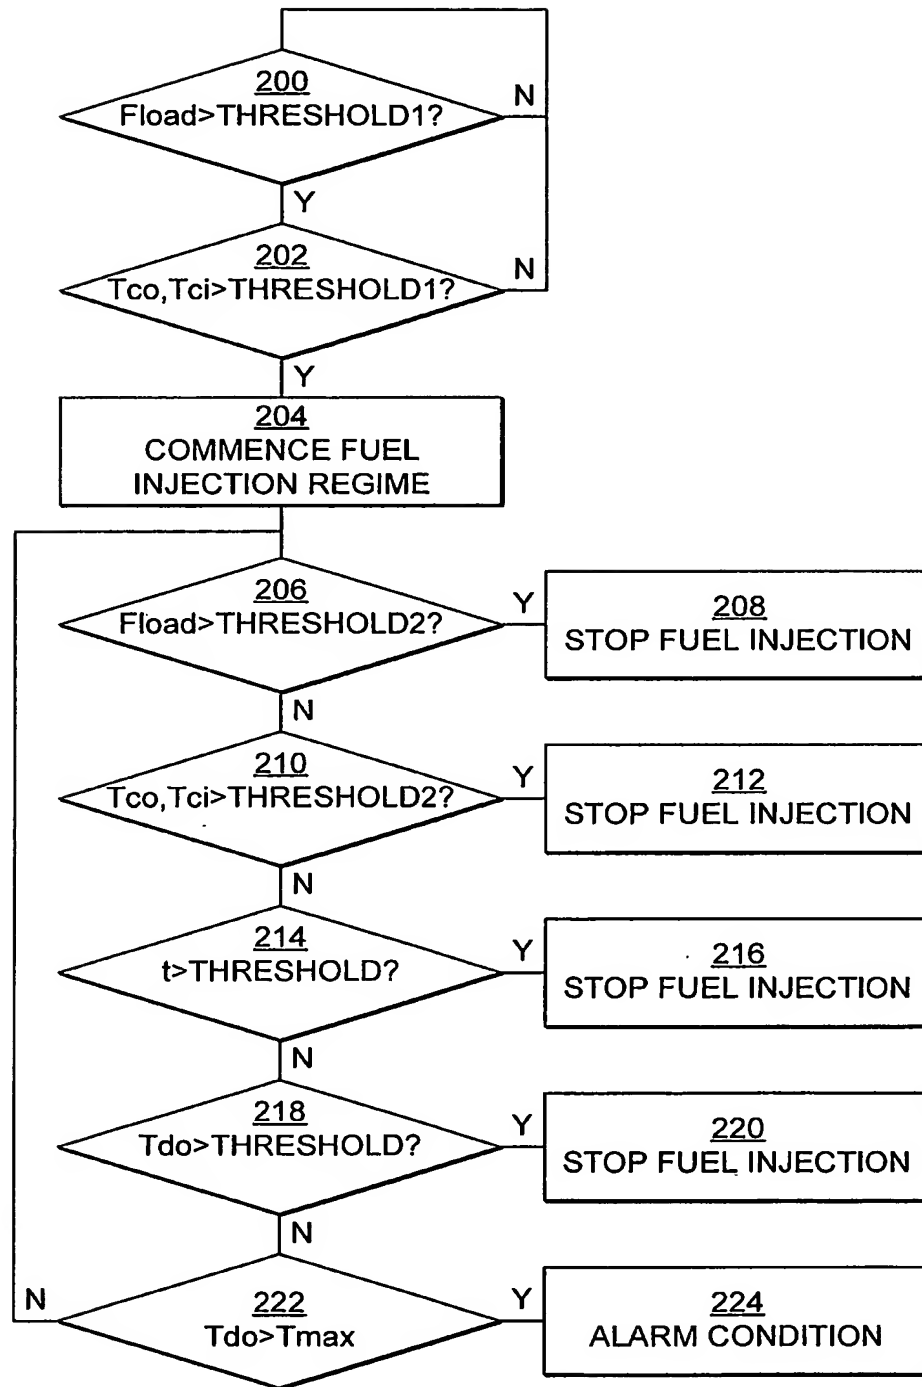 200
Fload>THRESHOLD1?
N
Y
202
Tco,Tci>THRESHOLD1?
N
Y
204
COMMENCE FUEL
INJECTION REGIME
206
Fload>THRESHOLD2?
Y
208
STOP FUEL INJECTION
N
210
Tco,Tci>THRESHOLD2?
Y
212
STOP FUEL INJECTION
N
214
t>THRESHOLD?
Y
216
STOP FUEL INJECTION
N
218
Tdo>THRESHOLD?
Y
220
STOP FUEL INJECTION
N
N
222
Tdo>Tmax
Y
224
ALARM CONDITION